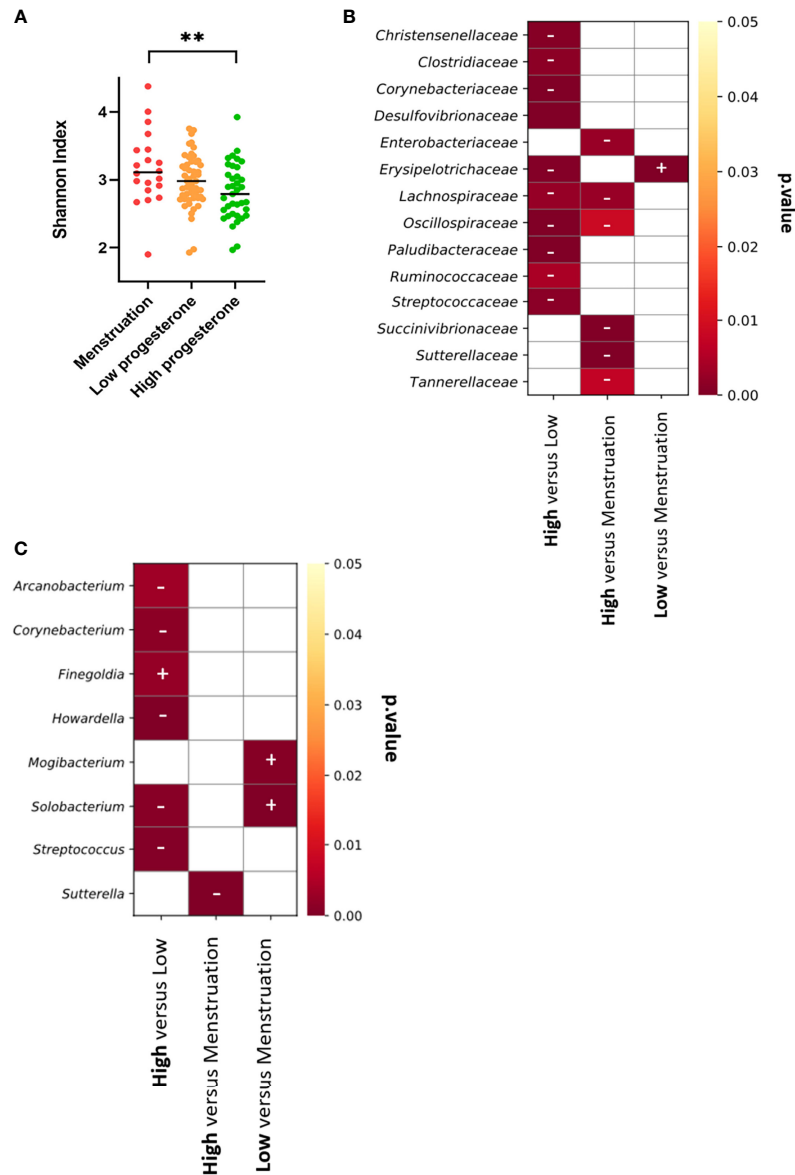 A
**
Shannon Index
4
3
2
Menstruation
Low progesterone
High progesterone
B
Christensenellaceae
Clostridiaceae
Corynebacteriaceae
Desulfovibrionaceae
Enterobacteriaceae
Erysipelotrichaceae
Lachnospiraceae
Oscillospiraceae
Paludibacteraceae
Ruminococcaceae
Streptococcaceae
Succinivibrionaceae
Sutterellaceae
Tannerellaceae
-
-
-
-
- +
- -
- -
-
-
-
-
-
-
High versus Low
High versus Menstruation
Low versus Menstruation
0.05
0.04
0.03
0.02
0.01
0.00
p.value
C
Arcanobacterium -
Corynebacterium -
Finegoldia +
Howardella -
Mogibacterium +
Solobacterium - +
Streptococcus -
Sutterella -
High versus Low
High versus Menstruation
Low versus Menstruation
0.05
0.04
0.03
0.02
0.01
0.00
p.value